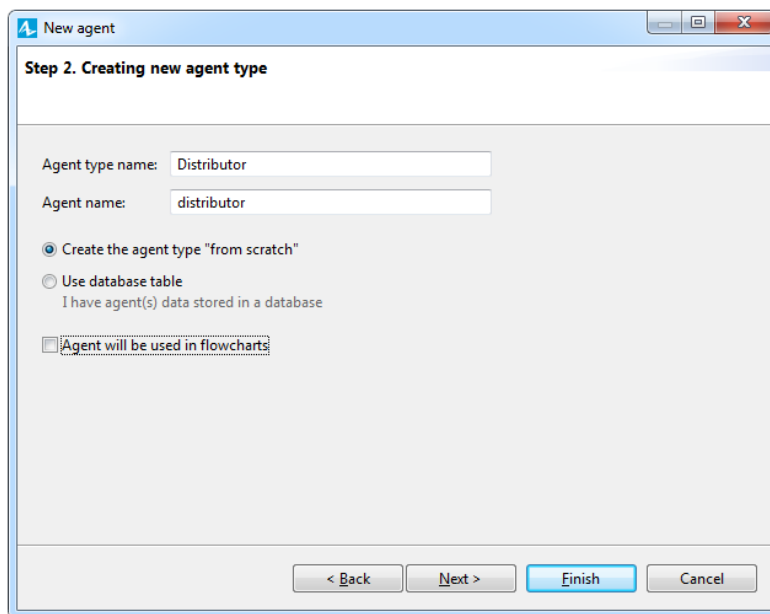 New agent
Step 2. Creating new agent type
Agent type name: Distributor
Agent name: distributor
Create the agent type "from scratch"
Use database table
I have agent(s) data stored in a database
Agent will be used in flowcharts
< Back Next > Finish Cancel